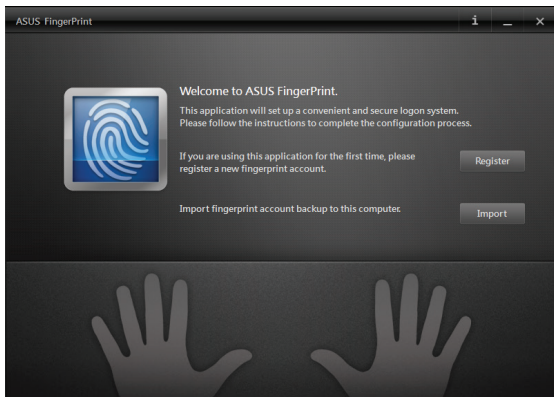 ASUS FingerPrint
Welcome to ASUS FingerPrint.
This application will set up a convenient and secure logon system.
Please follow the instructions to complete the configuration process.
If you are using this application for the first time, please
register a new fingerprint account.
Register
Import fingerprint account backup to this computer.
Import